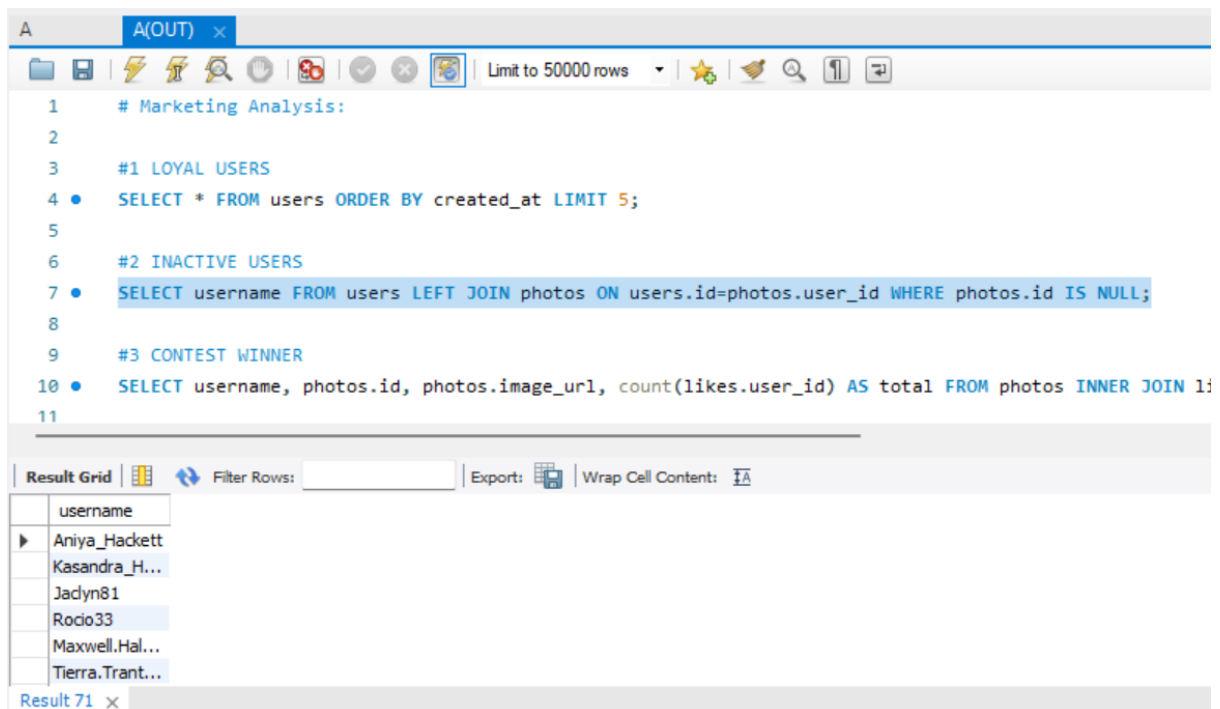 A A(OUT) ×
Limit to 50000 rows
1 # Marketing Analysis:
2
3 #1 LOYAL USERS
4 SELECT * FROM users ORDER BY created_at LIMIT 5;
5
6 #2 INACTIVE USERS
7 SELECT username FROM users LEFT JOIN photos ON users.id=photos.user_id WHERE photos.id IS NULL;
8
9 #3 CONTEST WINNER
10 SELECT username, photos.id, photos.image_url, count(likes.user_id) AS total FROM photos INNER JOIN li
11
Result Grid Filter Rows: Export: Wrap Cell Content: IA
username
Aniya_Hackett
Kasandra_H...
Jaclyn81
Rocio33
Maxwell.Hal...
Tierra.Trant...
Result 71 ×